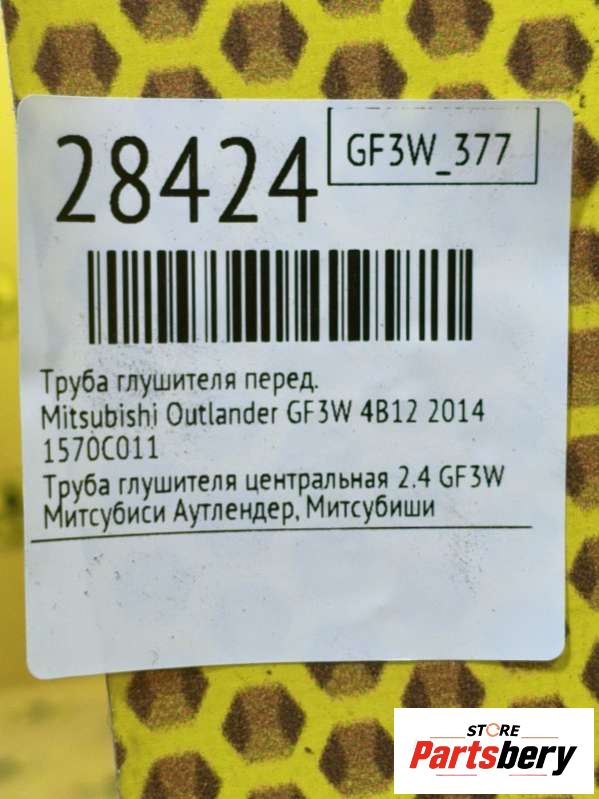 28424
GF3W_377
Труба глушителя перед.
Mitsubishi Outlander GF3W 4B12 2014
1570C011
Труба глушителя центральная 2.4 GF3W
Митсубиси Аутлендер, Митсубиши
STORE
Partsbery